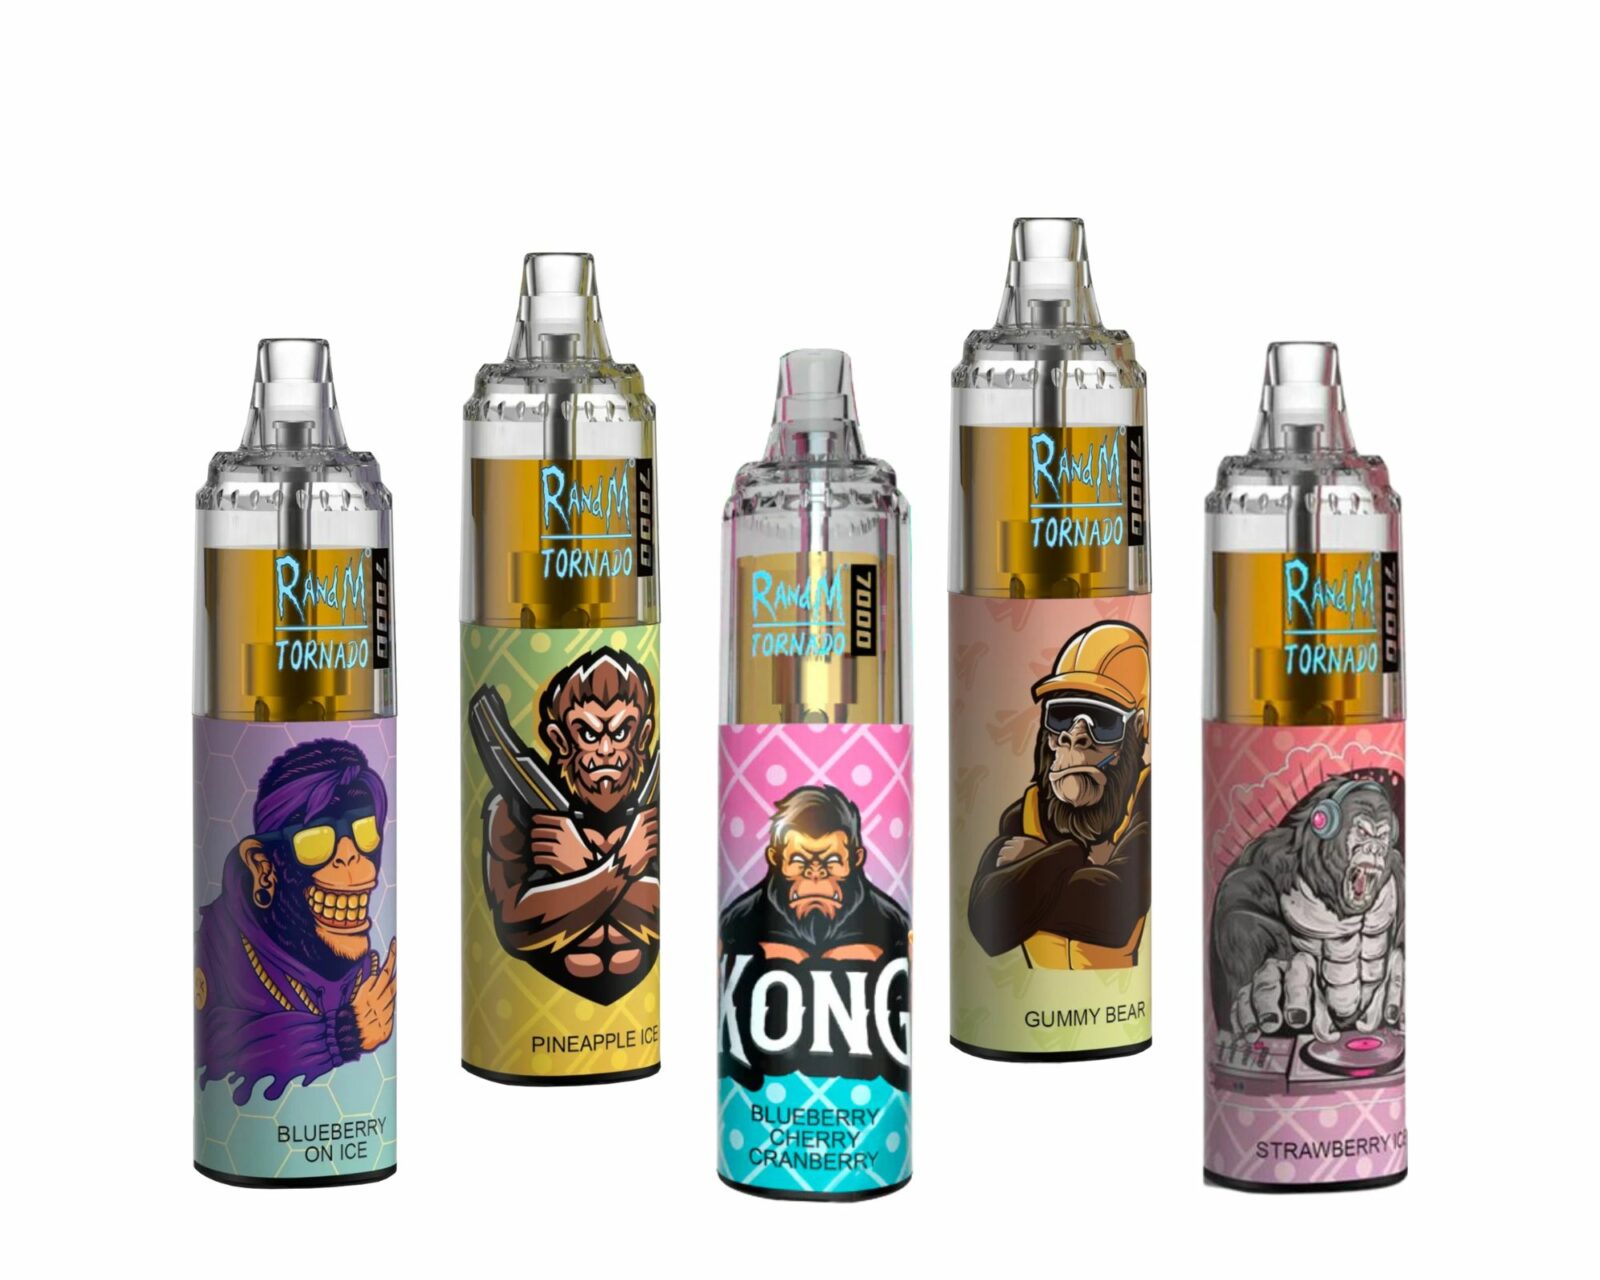 RANdM
TORNADO
7000
BLUEBERRY
ON ICE
RANdM
TORNADO
7000
PINEAPPLE ICE
RANdM
TORNADO
7000
KONG
BLUEBERRY
CHERRY
CRANBERRY
RANdM
TORNADO
7000
GUMMY BEAR
RANdM
TORNADO
7000
STRAWBERRY ICE